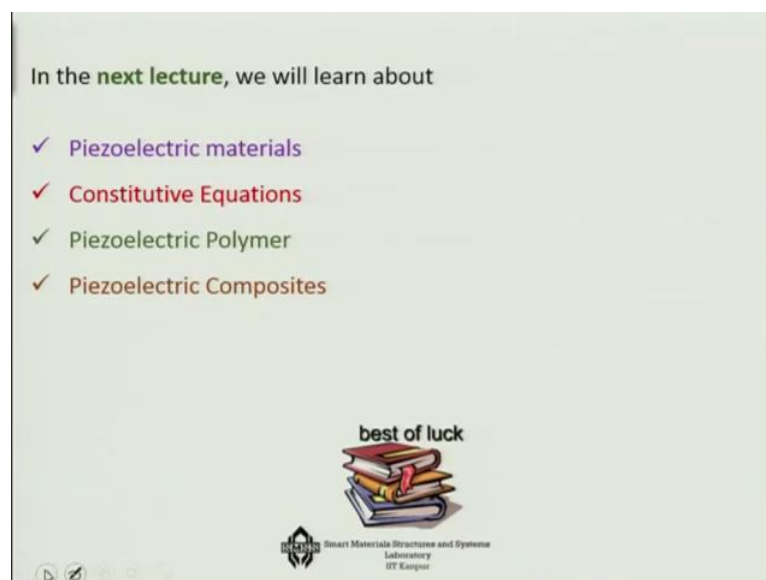 In the next lecture, we will learn about
✓ Piezoelectric materials
✓ Constitutive Equations
✓ Piezoelectric Polymer
✓ Piezoelectric Composites
best of luck
Smart Materials Structures and Systems
Laboratory
IIT Kanpur